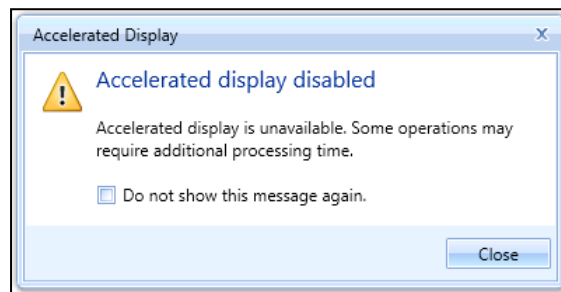 Accelerated Display
Accelerated display disabled
Accelerated display is unavailable. Some operations may
require additional processing time.
Do not show this message again.
Close